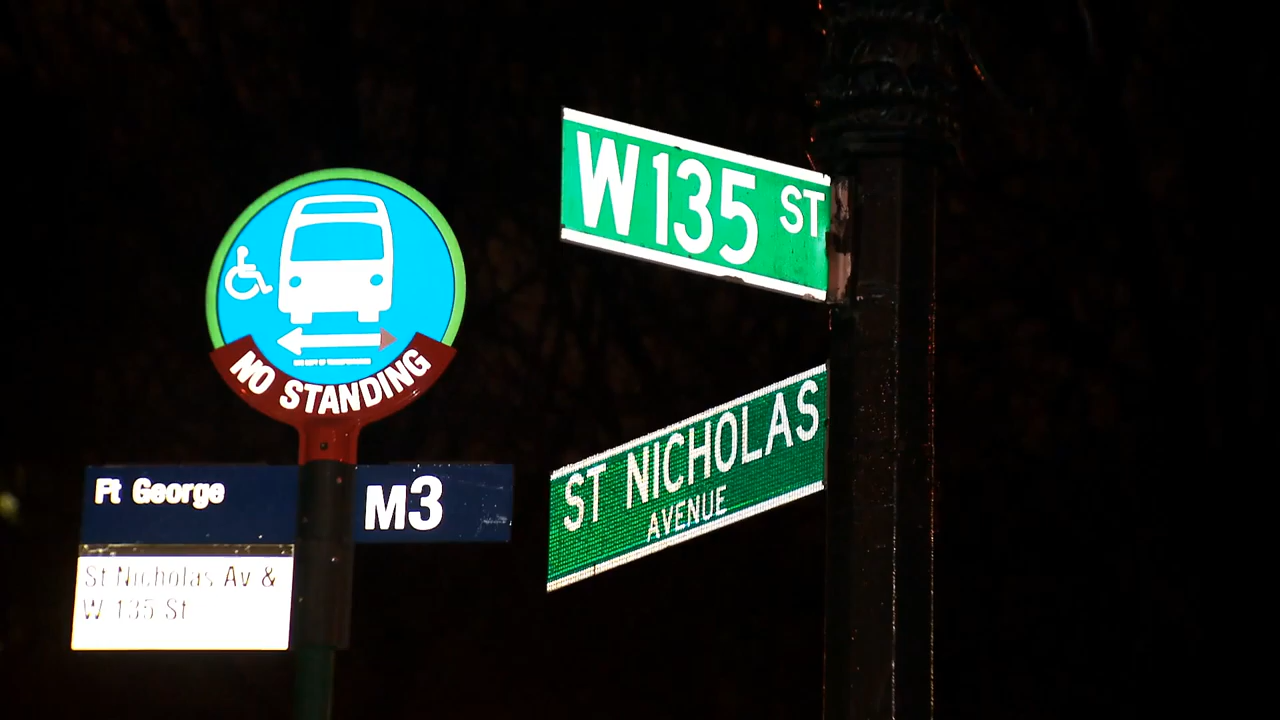 NO STANDING
Ft George
M3
St Nicholas Av &
W 135 St
W 135 ST
ST NICHOLAS
AVENUE